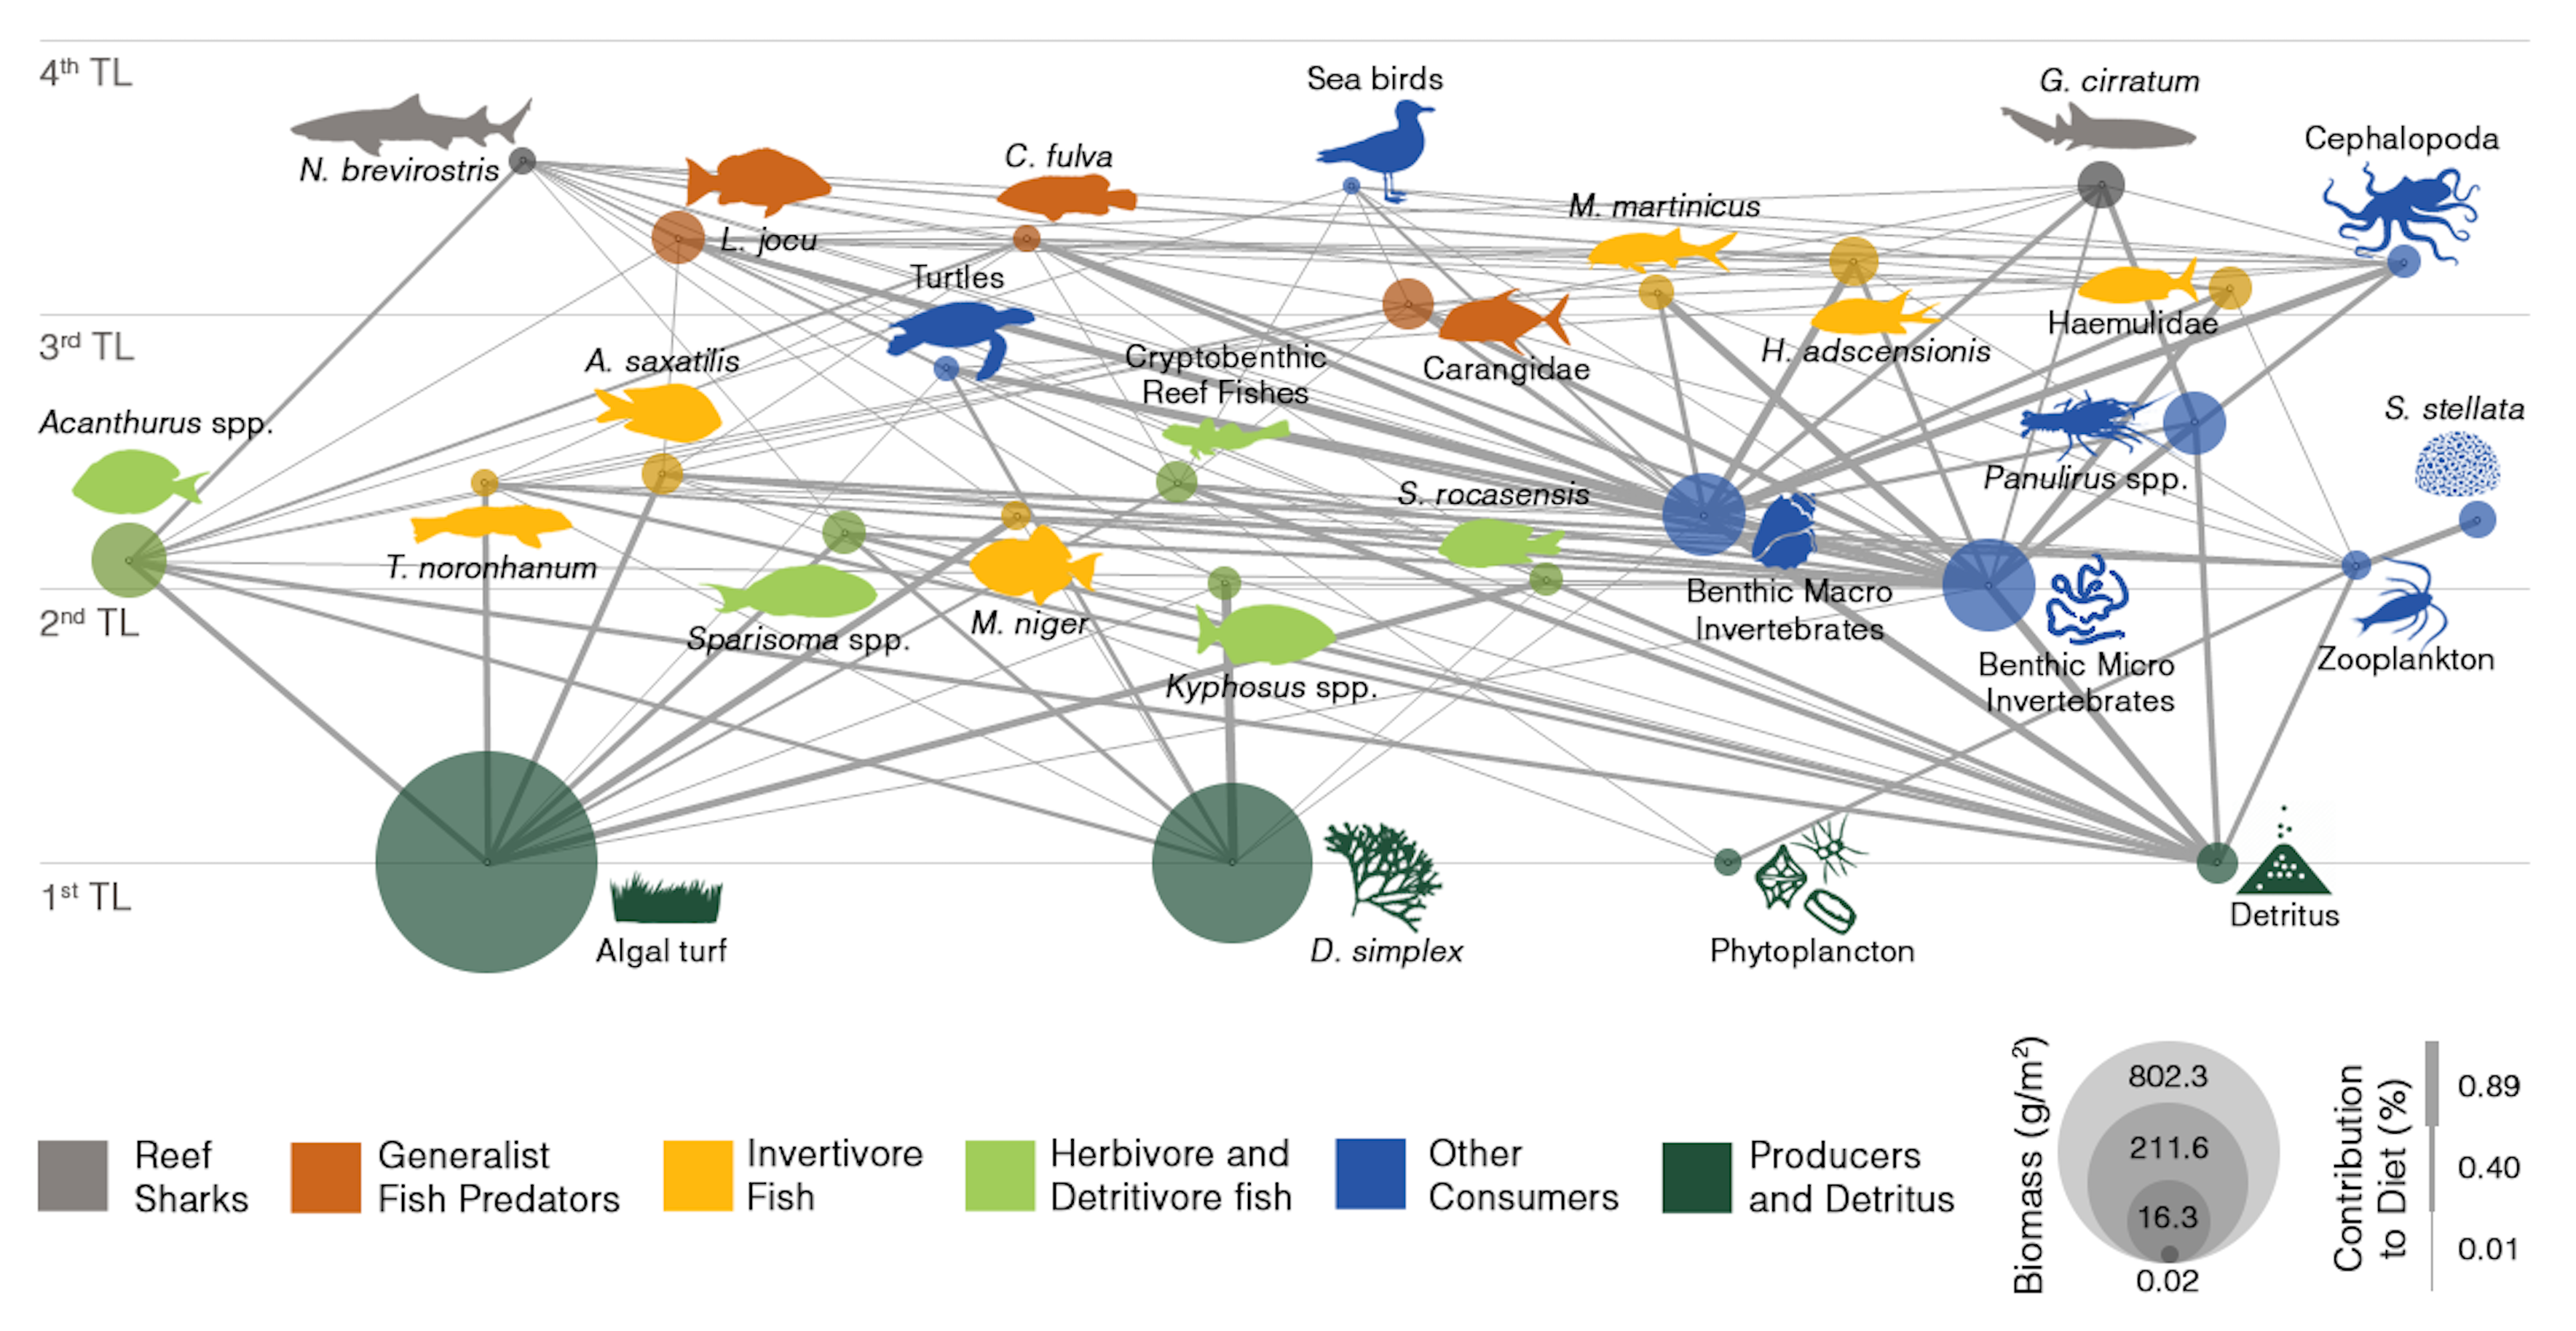 4th TL
Sea birds
G. cirratum
Cephalopoda
C. fulva
N. brevirostris
M. martinicus
L. jocu
Turtles
3rd TL
Haemulidae
A. saxatilis
Cryptobenthic
Reef Fishes
Carangidae
H. adscensionis
Acanthurus spp.
S. stellata
S. rocasensis
Panulirus spp.
T. noronhanum
2nd TL
Sparisoma spp.
M. niger
Benthic Macro
Invertebrates
Kyphosus spp.
Benthic Micro
Invertebrates
Zooplankton
1st TL
Algal turf
D. simplex
Phytoplancton
Detritus
Reef
Sharks
Generalist
Fish Predators
Invertivore
Fish
Herbivore and
Detritivore fish
Other
Consumers
Producers
and Detritus
Biomass (g/m²)
802.3
211.6
16.3
0.02
Contribution
to Diet (%)
0.89
0.40
0.01